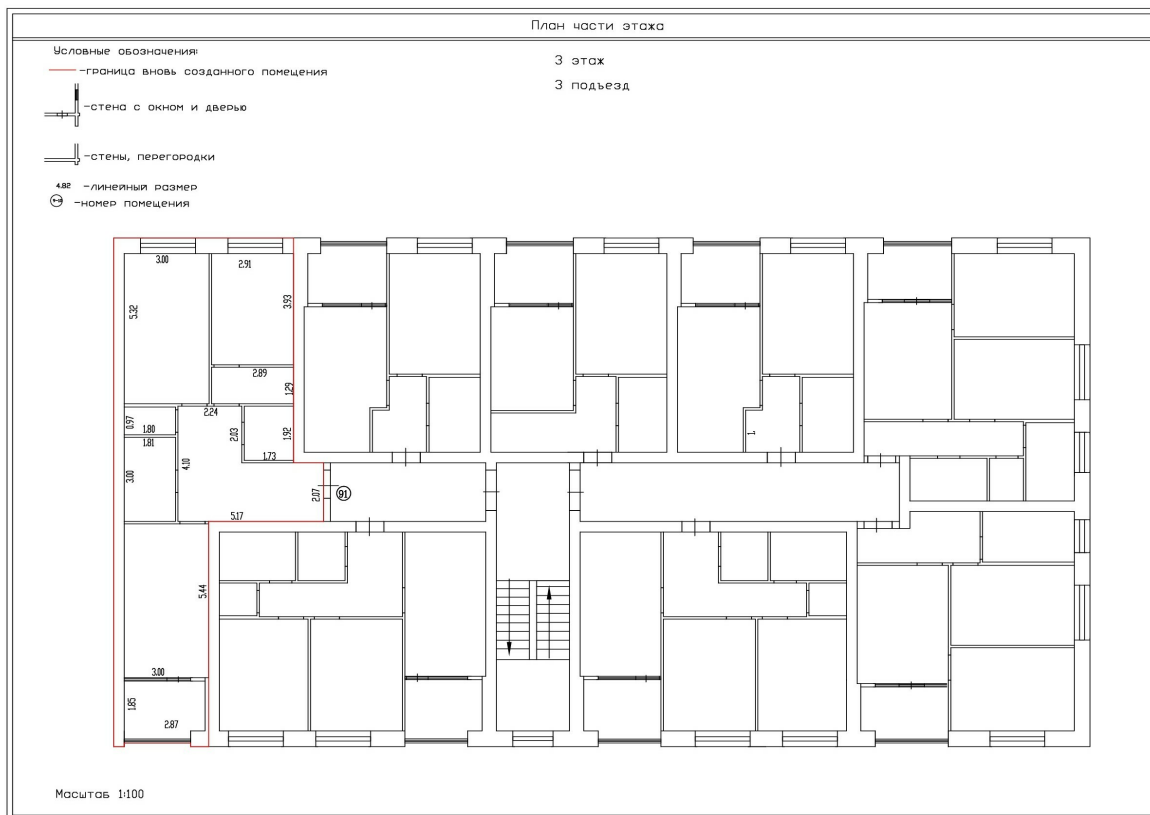 План части этажа
Условные обозначения:
-граница вновь созданного помещения
3 этаж
3 подъезд
-стена с окном и дверью
-стены, перегородки
4.82 -линейный размер
-номер помещения
3.00
2.91
5.32
3.93
2.89
1.29
2.24
0.97
1.80
2.03
1.92
1.81
1.
4.10
1.73
3.00
2.07
91
5.17
5.44
3.00
1.85
2.87
Масштаб 1:100